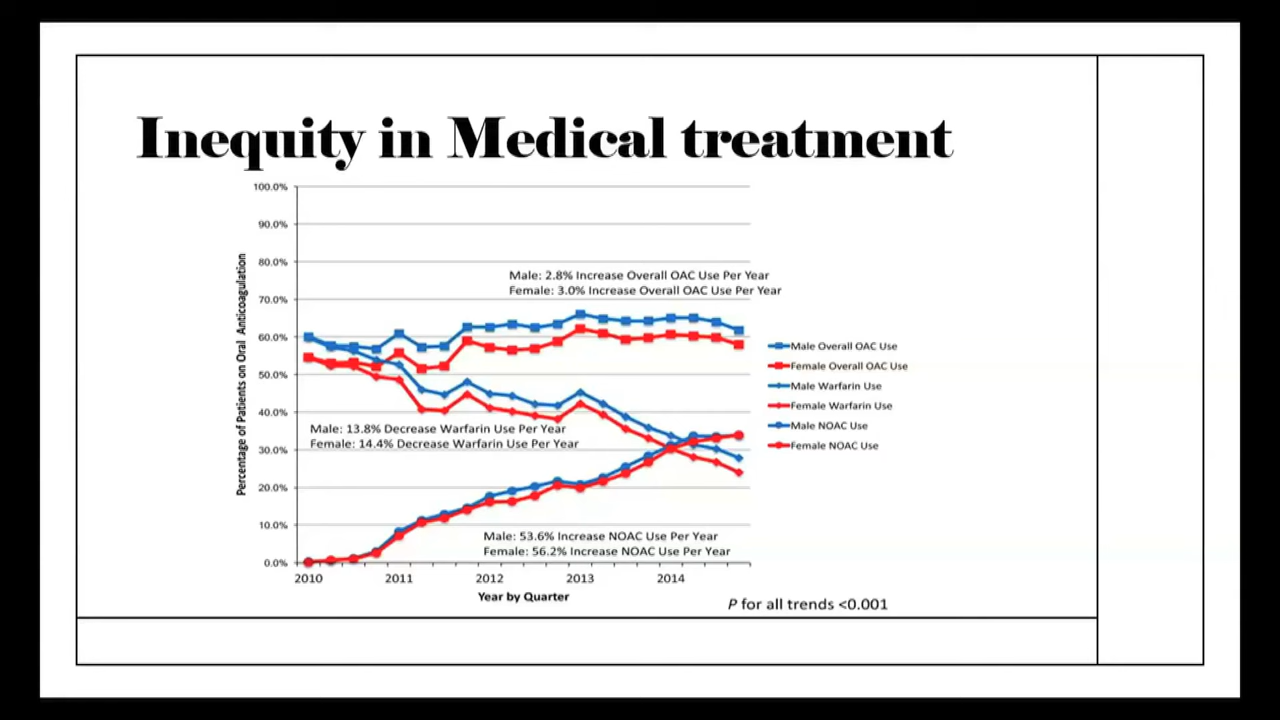 Inequity in Medical treatment
100.0%
90.0%
80.0%
70.0%
60.0%
50.0%
40.0%
30.0%
20.0%
10.0%
0.0%
Percentage of Patients on Oral Anticoagulation
Male: 2.8% Increase Overall OAC Use Per Year
Female: 3.0% Increase Overall OAC Use Per Year
Male: 13.8% Decrease Warfarin Use Per Year
Female: 14.4% Decrease Warfarin Use Per Year
Male: 53.6% Increase NOAC Use Per Year
Female: 56.2% Increase NOAC Use Per Year
Male Overall OAC Use
Female Overall OAC Use
Male Warfarin Use
Female Warfarin Use
Male NOAC Use
Female NOAC Use
2010 2011 2012 2013 2014
Year by Quarter
P for all trends <0.001